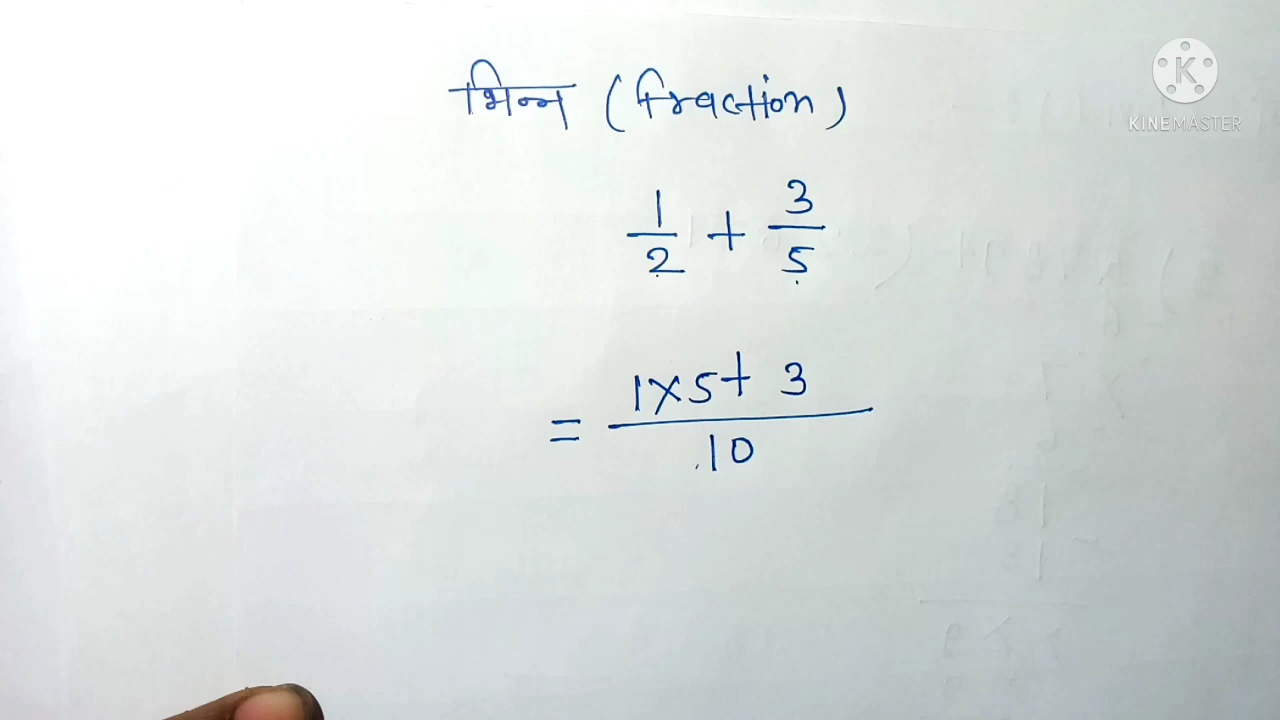 भिन्न (fraction)
K
KINEMASTER
1/2 + 3/5
= 1×5+ 3 / 10